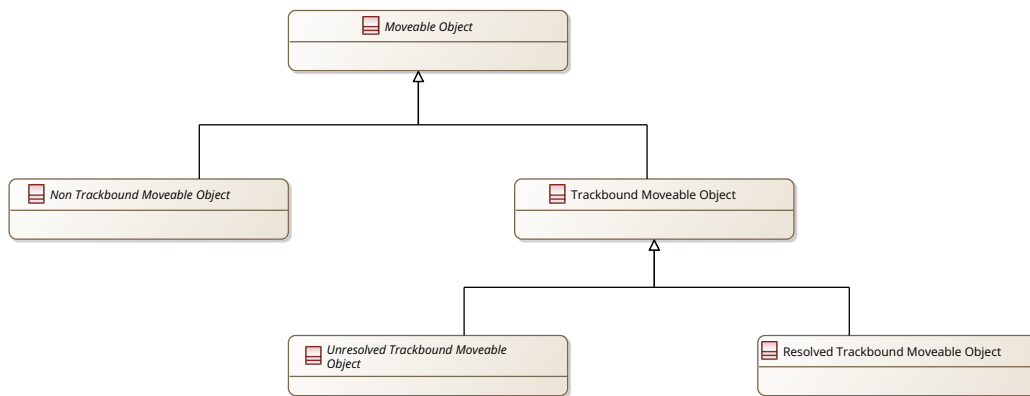 Moveable Object
Non Trackbound Moveable Object
Trackbound Moveable Object
Unresolved Trackbound Moveable
Object
Resolved Trackbound Moveable Object